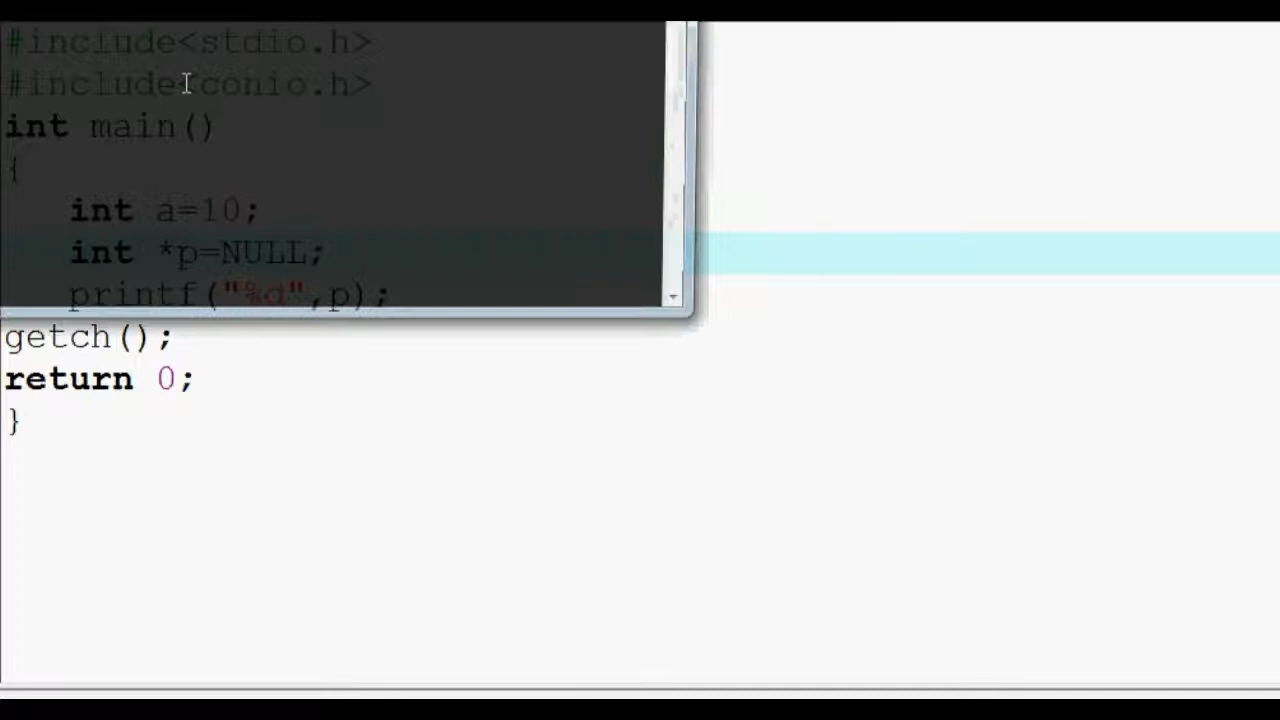 #include<stdio.h>
#include<conio.h>
int main()
{
   int a=10;
   int *p=NULL;
   printf("%d",p);
getch();
return 0;
}